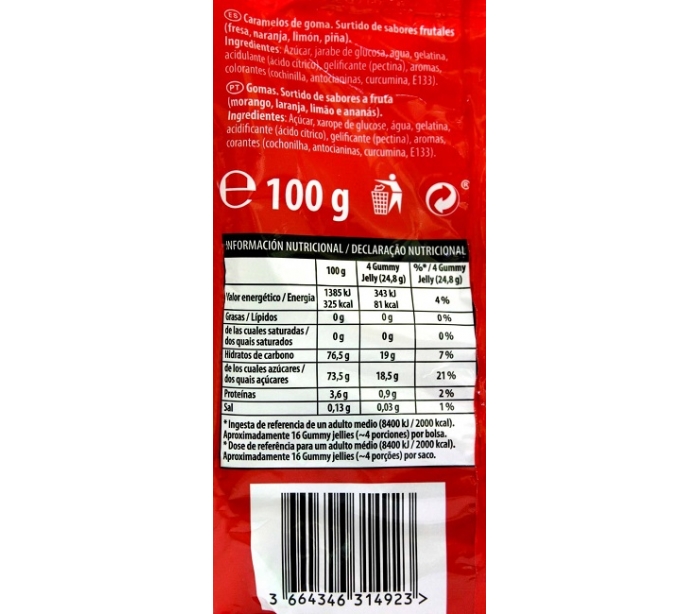 ES Caramelos de goma. Surtido de sabores frutales
(fresa, naranja, limón, piña).
Ingredientes: Azúcar, jarabe de glucosa, agua, gelatina,
acidulante (ácido cítrico), gelificante (pectina), aromas,
colorantes (cochinilla, antocianinas, curcumina, E133).
PT Gomas. Sortido de sabores a fruta
(morango, laranja, limão e ananás).
Ingredientes: Açúcar, xarope de glucose, água, gelatina,
acidificante (ácido cítrico), gelificante (pectina), aromas,
corantes (cochonilha, antocianinas, curcumina, E133).
℮ 100 g ®
INFORMACIÓN NUTRICIONAL / DECLARAÇÃO NUTRICIONAL
100 g 4 Gummy Jelly (24,8 g) %* / 4 Gummy Jelly (24,8 g)
Valor energético / Energia 1385 kJ 325 kcal 343 kJ 81 kcal 4 %
Grasas / Lípidos 0 g 0 g 0 %
de las cuales saturadas / dos quais saturados 0 g 0 g 0 %
Hidratos de carbono 76,5 g 19 g 7 %
de los cuales azúcares / dos quais açúcares 73,5 g 18,5 g 21 %
Proteínas 3,6 g 0,9 g 2 %
Sal 0,13 g 0,03 g 1 %
* Ingesta de referencia de un adulto medio (8400 kJ / 2000 kcal).
Aproximadamente 16 Gummy jellies (~4 porciones) por bolsa.
* Dose de referência para um adulto médio (8400 kJ / 2000 kcal).
Aproximadamente 16 Gummy jellies (~4 porções) por saco.
3 664346 314923 >